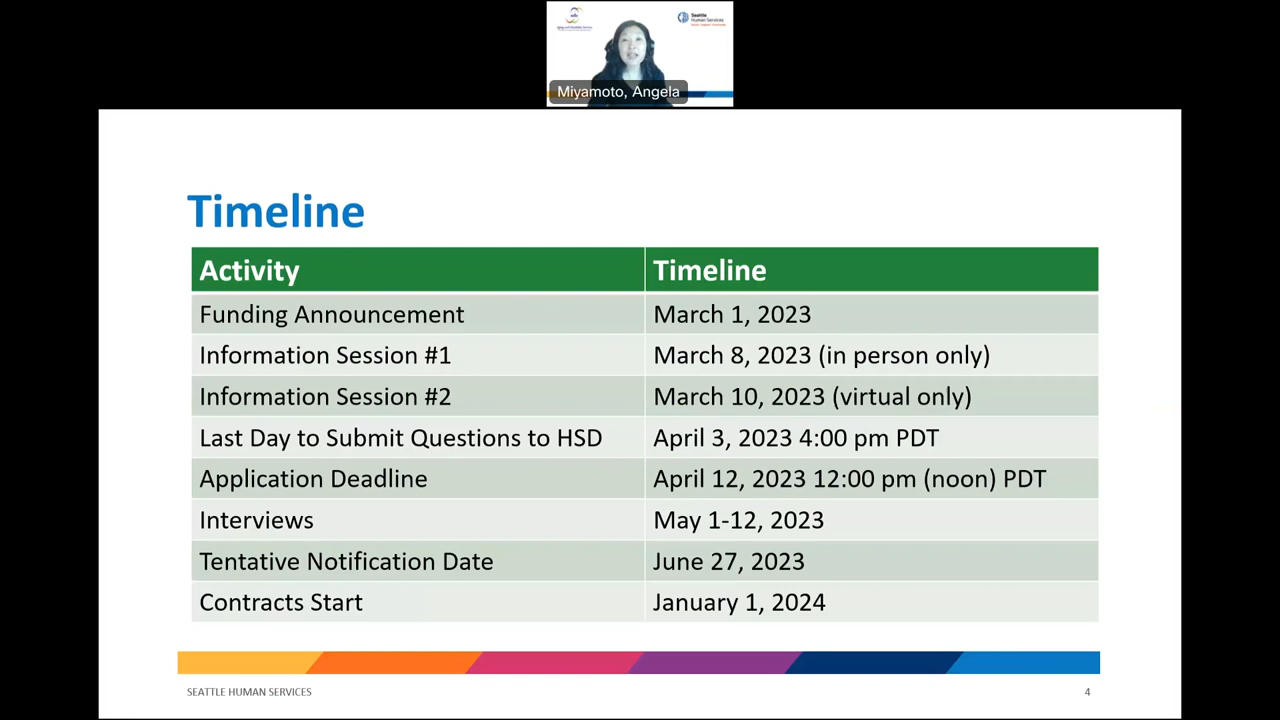 Seattle
Human Services
Miyamoto, Angela
Timeline
Activity Timeline
Funding Announcement March 1, 2023
Information Session #1 March 8, 2023 (in person only)
Information Session #2 March 10, 2023 (virtual only)
Last Day to Submit Questions to HSD April 3, 2023 4:00 pm PDT
Application Deadline April 12, 2023 12:00 pm (noon) PDT
Interviews May 1-12, 2023
Tentative Notification Date June 27, 2023
Contracts Start January 1, 2024
SEATTLE HUMAN SERVICES 4